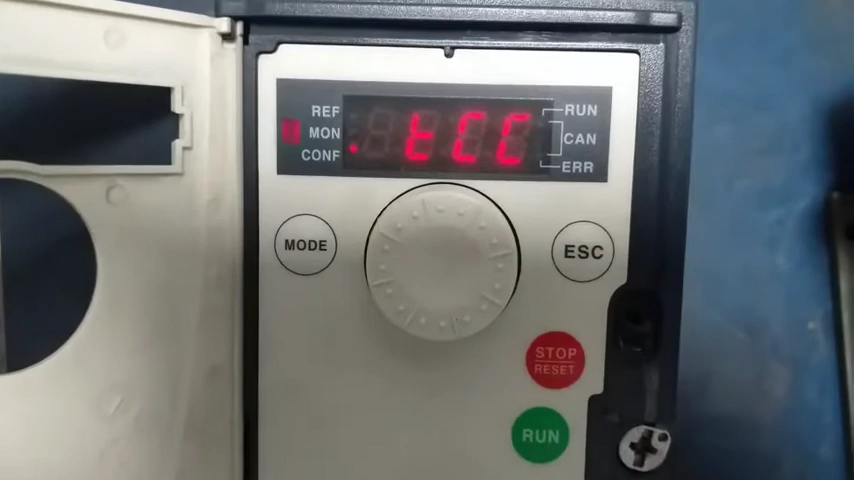 REF
MON
CONF
tCC
RUN
CAN
ERR
MODE
ESC
STOP
RESET
RUN